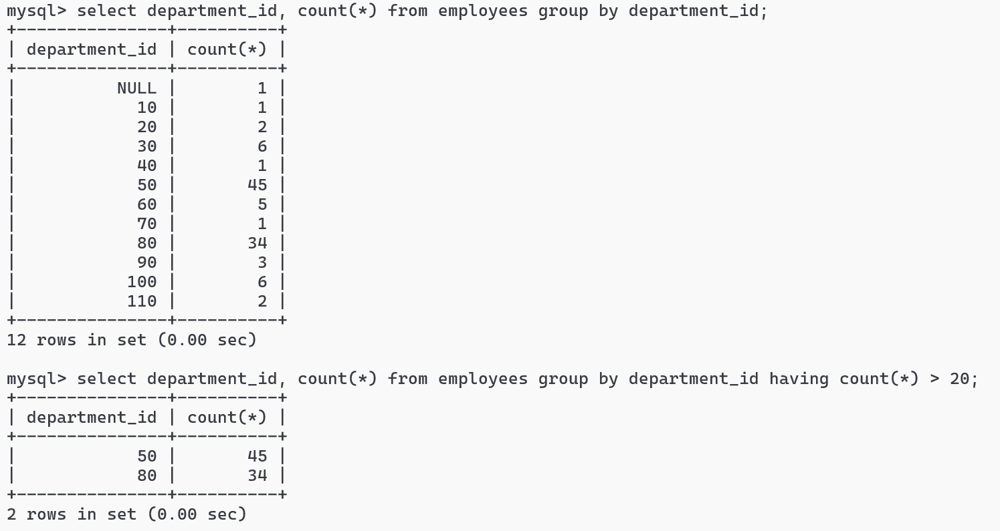 mysql> select department_id, count(*) from employees group by department_id;
+---------------+----------+
| department_id | count(*) |
+---------------+----------+
|          NULL |        1 |
|            10 |        1 |
|            20 |        2 |
|            30 |        6 |
|            40 |        1 |
|            50 |       45 |
|            60 |        5 |
|            70 |        1 |
|            80 |       34 |
|            90 |        3 |
|           100 |        6 |
|           110 |        2 |
+---------------+----------+
12 rows in set (0.00 sec)

mysql> select department_id, count(*) from employees group by department_id having count(*) > 20;
+---------------+----------+
| department_id | count(*) |
+---------------+----------+
|            50 |       45 |
|            80 |       34 |
+---------------+----------+
2 rows in set (0.00 sec)